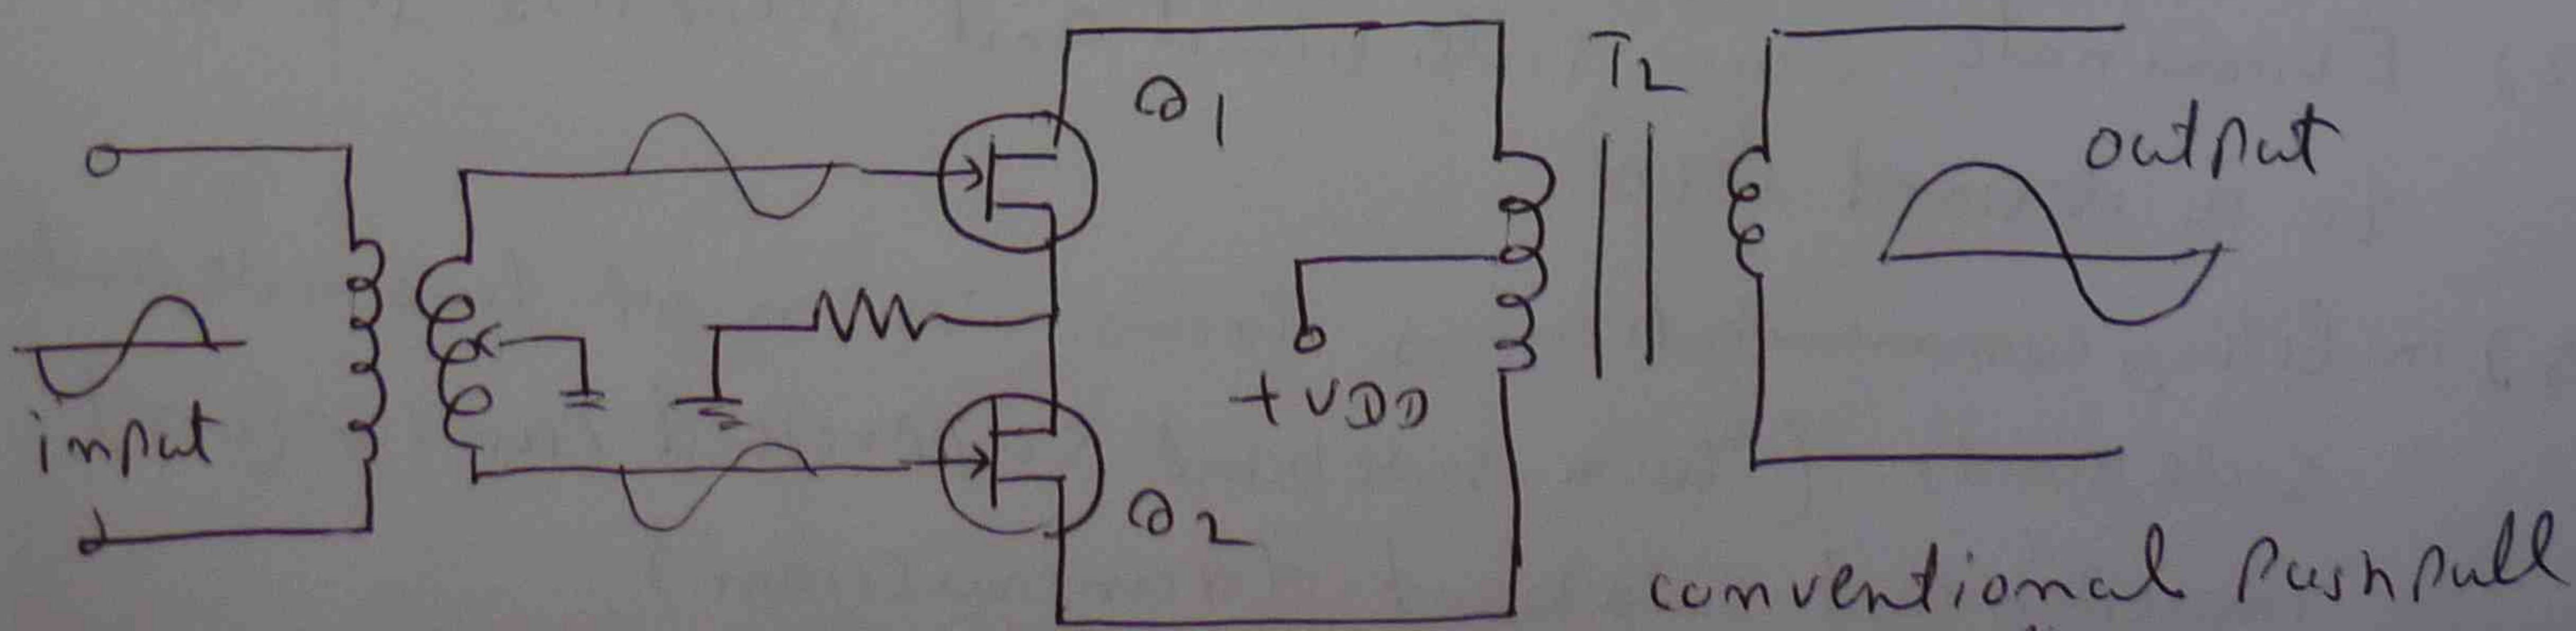 Q1
T2
output
+VDD
input
Q2
conventional pushpull